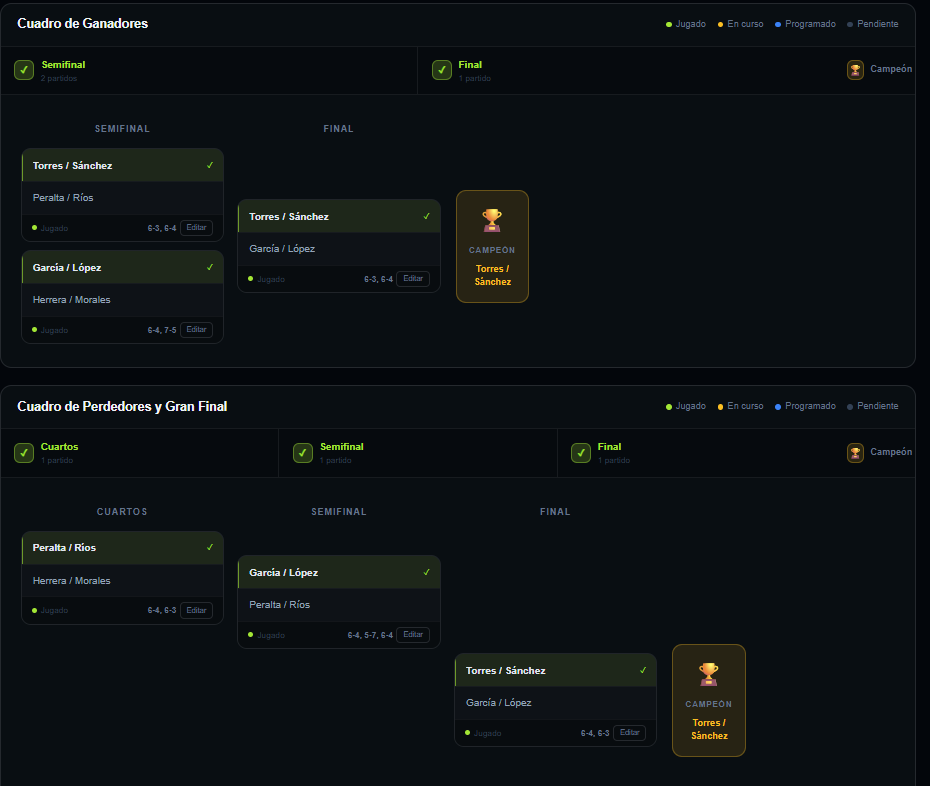 Cuadro de Ganadores
Jugado En curso Programado Pendiente
✓ Semifinal
2 partidos
✓ Final
1 partido
Campeón
SEMIFINAL
FINAL
Torres / Sánchez ✓
Peralta / Ríos
Jugado 6-3, 6-4 Editar
García / López ✓
Herrera / Morales
Jugado 6-4, 7-5 Editar
Torres / Sánchez ✓
García / López
Jugado 6-3, 6-4 Editar
CAMPEÓN
Torres /
Sánchez
Cuadro de Perdedores y Gran Final
Jugado En curso Programado Pendiente
✓ Cuartos
1 partido
✓ Semifinal
1 partido
✓ Final
1 partido
Campeón
CUARTOS
SEMIFINAL
FINAL
Peralta / Ríos ✓
Herrera / Morales
Jugado 6-4, 6-3 Editar
García / López ✓
Peralta / Ríos
Jugado 6-4, 5-7, 6-4 Editar
Torres / Sánchez ✓
García / López
Jugado 6-4, 6-3 Editar
CAMPEÓN
Torres /
Sánchez